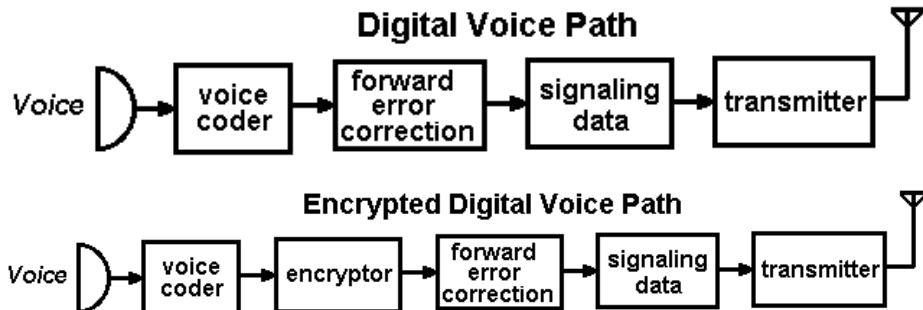 Digital Voice Path
Voice
voice
coder
forward
error
correction
signaling
data
transmitter
Encrypted Digital Voice Path
Voice
voice
coder
encryptor
forward
error
correction
signaling
data
transmitter